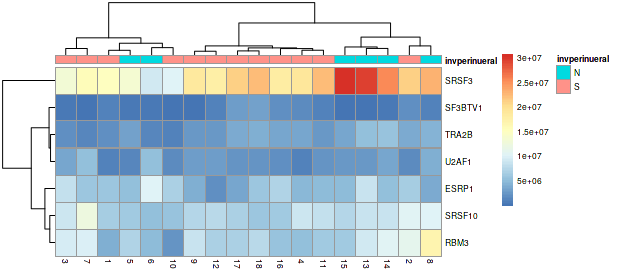 invperinueral
SRSF3
SF3BTV1
TRA2B
U2AF1
ESRP1
SRSF10
RBM3
3 7 1 5 6 10 9 12 17 18 16 4 11 15 13 14 2 8
3e+07
2.5e+07
2e+07
1.5e+07
1e+07
5e+06
invperinueral
N
S